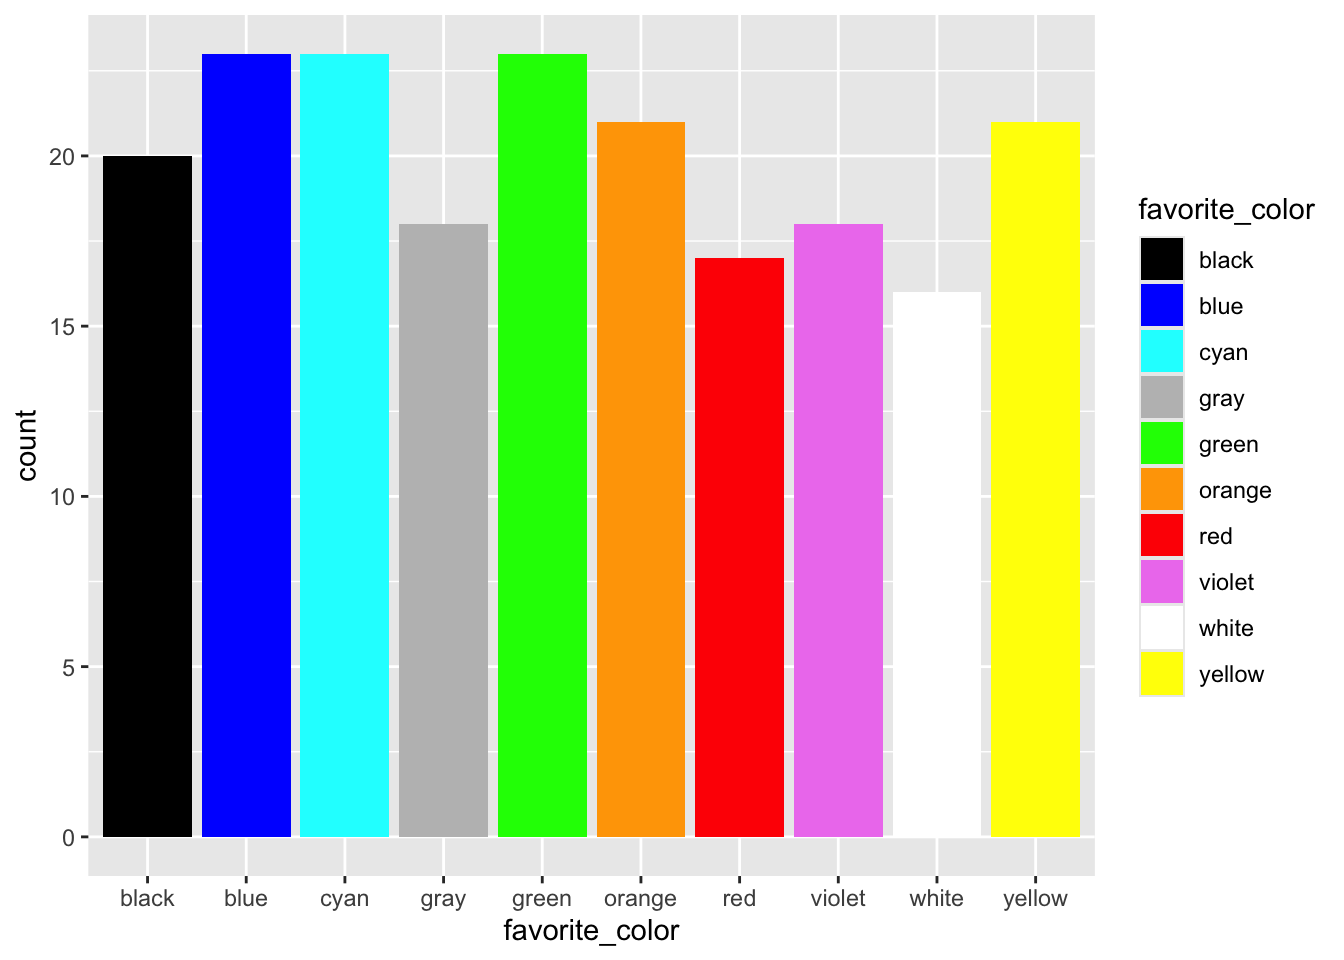 20
15
10
5
0
count
black blue cyan gray green orange red violet white yellow
favorite_color
favorite_color
black
blue
cyan
gray
green
orange
red
violet
white
yellow